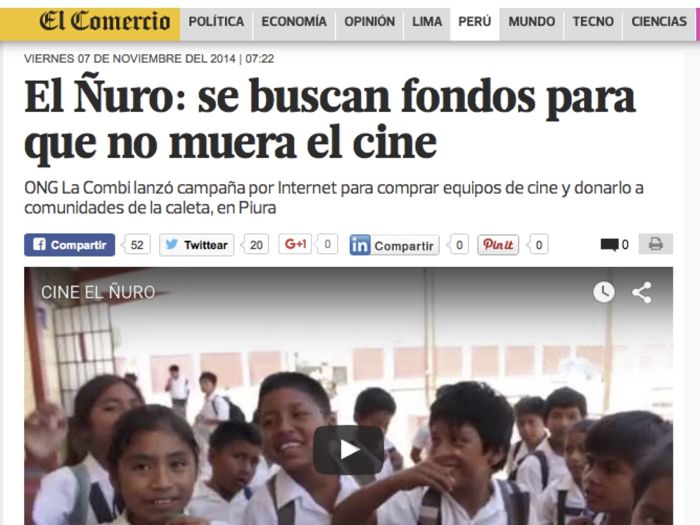 El Comercio POLÍTICA ECONOMÍA OPINIÓN LIMA PERÚ MUNDO TECNO CIENCIAS
VIERNES 07 DE NOVIEMBRE DEL 2014 | 07:22
El Ñuro: se buscan fondos para
que no muera el cine
ONG La Combi lanzó campaña por Internet para comprar equipos de cine y donarlo a
comunidades de la caleta, en Piura
Compartir 52 Twittear 20 G+1 0 in Compartir 0 Pin it 0 0
CINE EL ÑURO